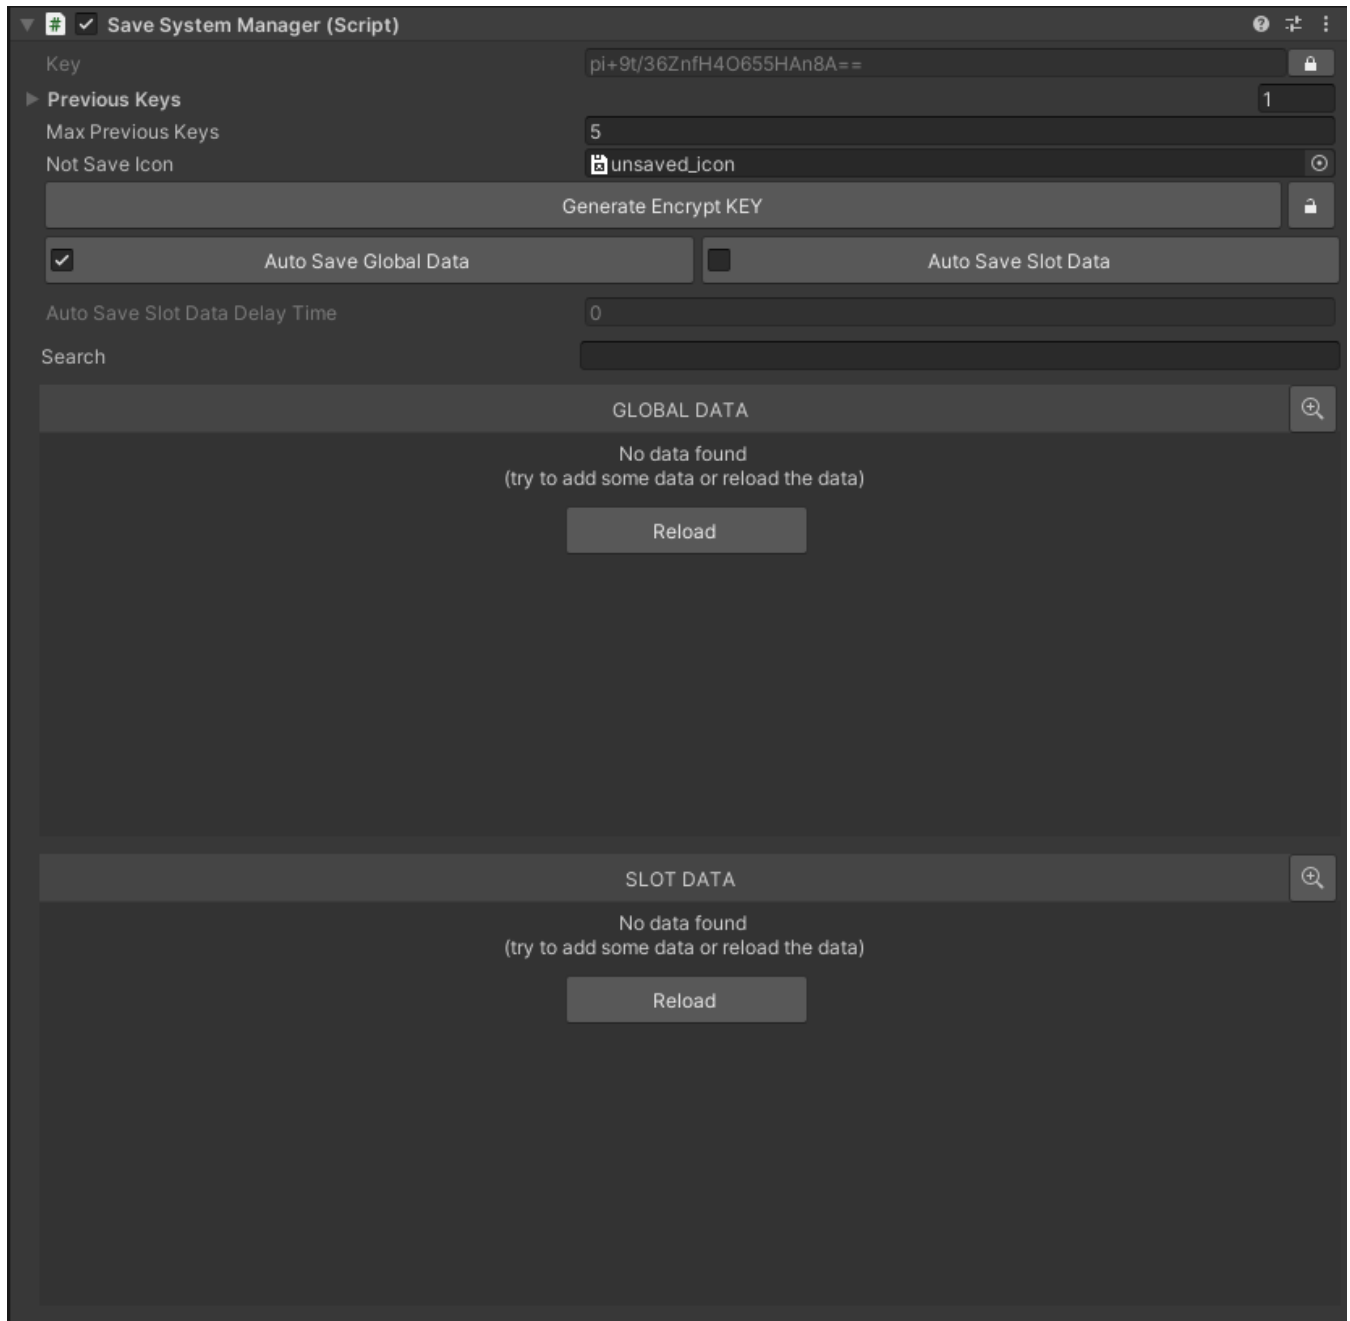 Save System Manager (Script)
Key pi+9t/36ZnfH4O655HAn8A==
Previous Keys 1
Max Previous Keys 5
Not Save Icon unsaved_icon
Generate Encrypt KEY
Auto Save Global Data Auto Save Slot Data
Auto Save Slot Data Delay Time 0
Search
GLOBAL DATA
No data found
(try to add some data or reload the data)
Reload
SLOT DATA
No data found
(try to add some data or reload the data)
Reload